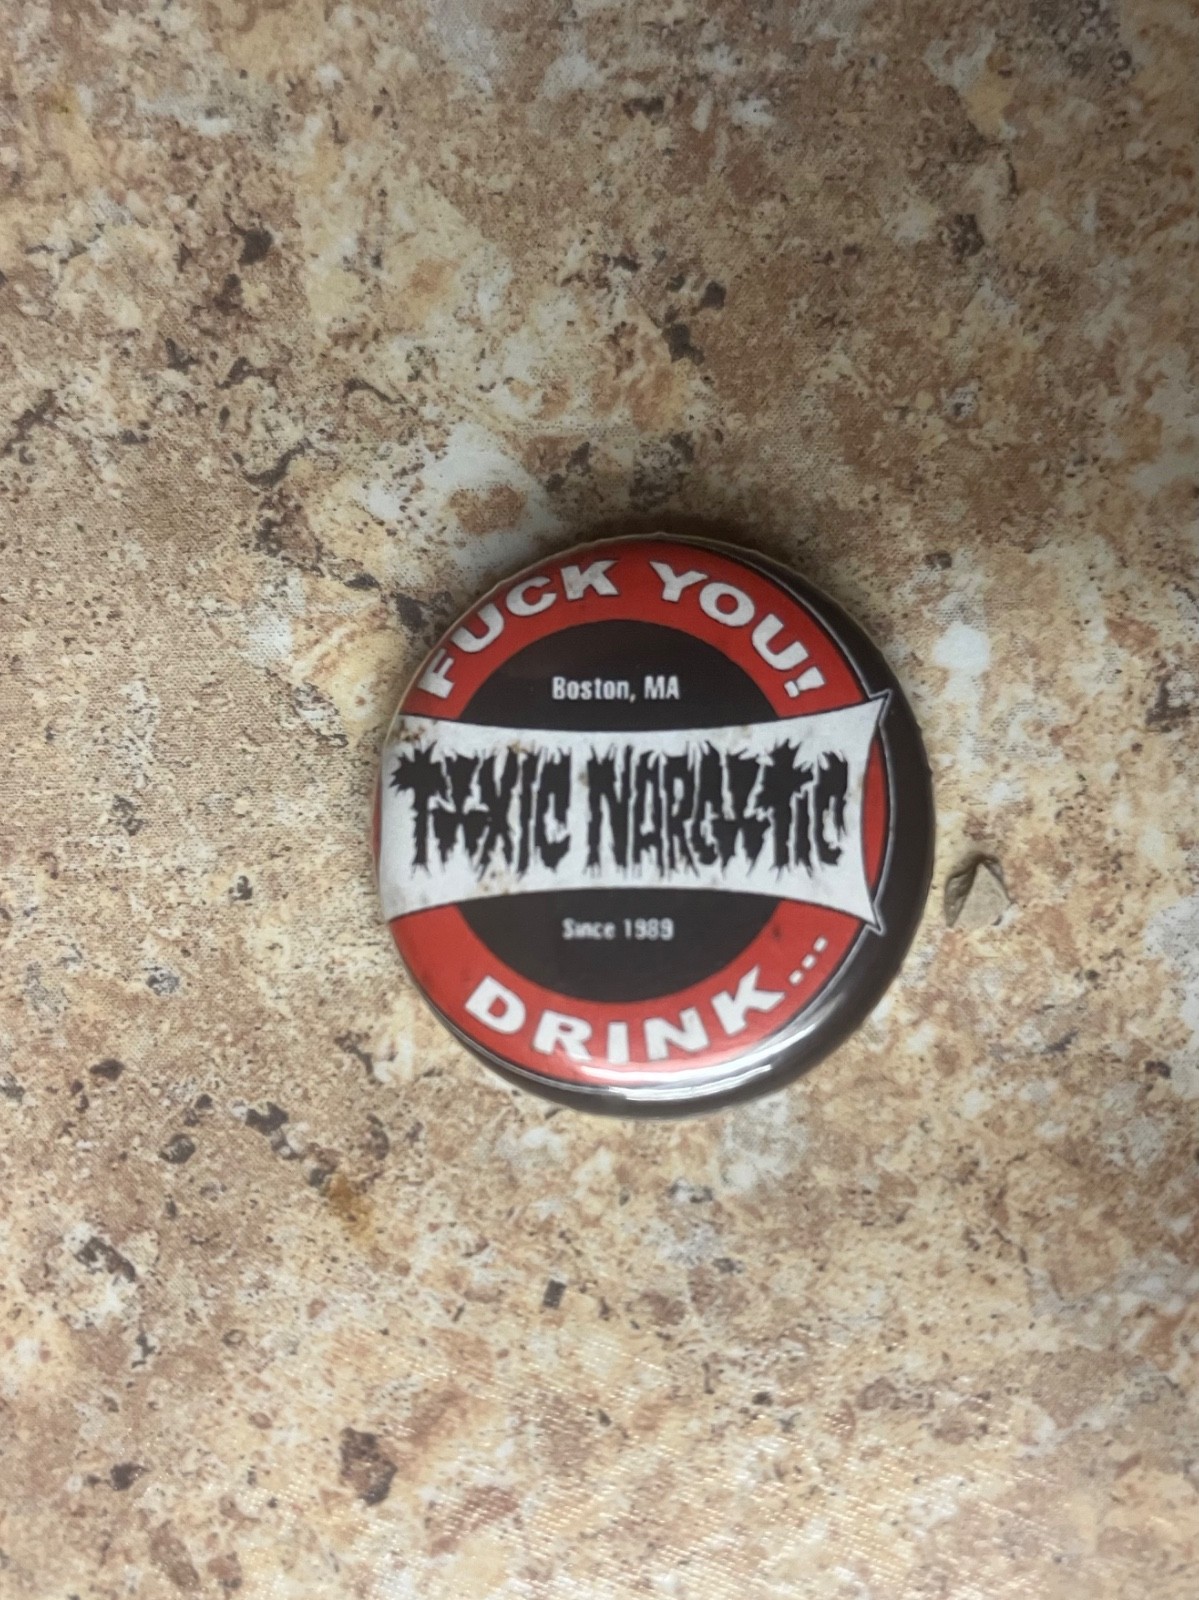 FUCK YOU!
Boston, MA
TOXIC NARCOTIC
Since 1989
DRINK...